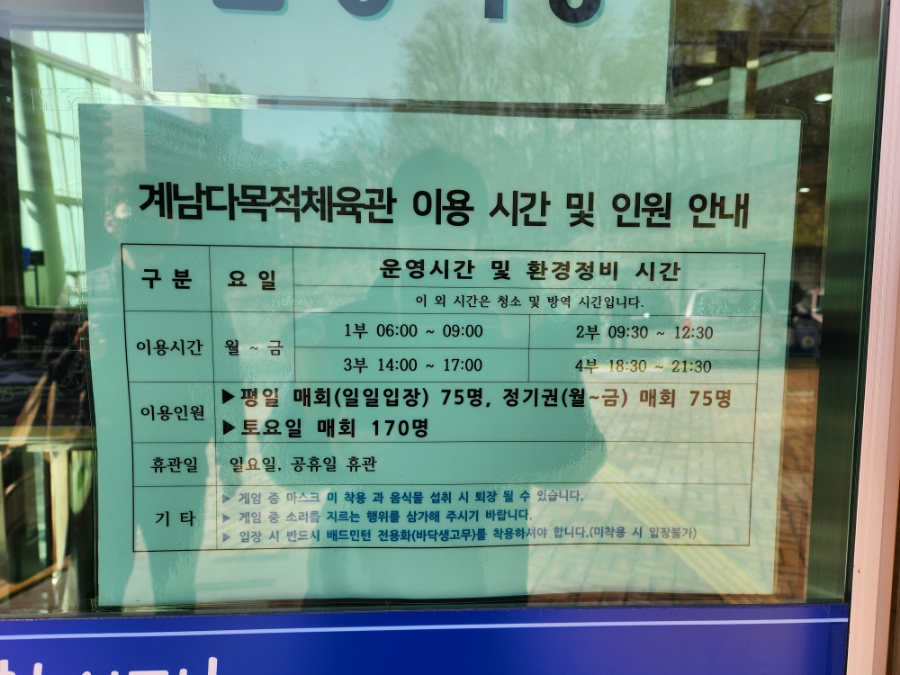 계남다목적체육관 이용 시간 및 인원 안내
구 분 요 일 운영시간 및 환경정비 시간
이 외 시간은 청소 및 방역 시간입니다.
이용시간 월 ~ 금 1부 06:00 ~ 09:00 2부 09:30 ~ 12:30
3부 14:00 ~ 17:00 4부 18:30 ~ 21:30
이용인원 ▶평일 매회(일일입장) 75명, 정기권(월~금) 매회 75명
▶토요일 매회 170명
휴관일 일요일, 공휴일 휴관
기 타 ▶ 게임 중 마스크 미 착용 과 음식물 섭취 시 퇴장 될 수 있습니다.
▶ 게임 중 소리를 지르는 행위를 삼가해 주시기 바랍니다.
▶ 입장 시 반드시 배드민턴 전용화(바닥생고무)를 착용하셔야 합니다.(미착용 시 입장불가)